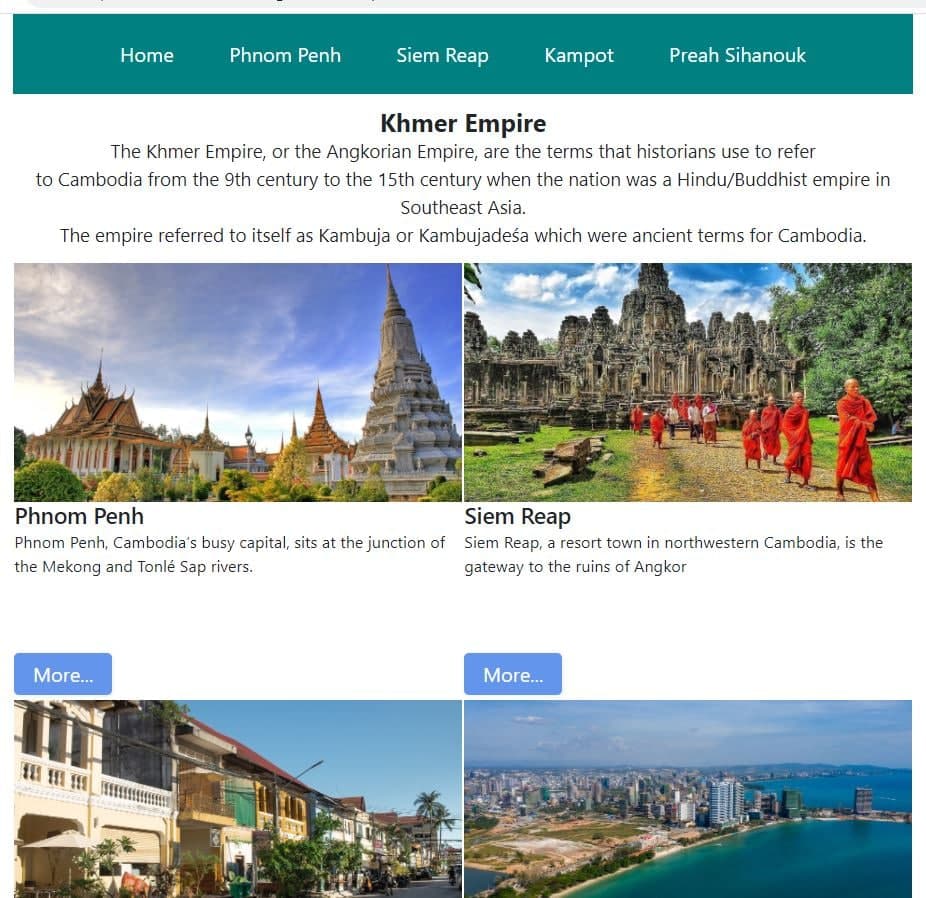 Home Phnom Penh Siem Reap Kampot Preah Sihanouk
Khmer Empire
The Khmer Empire, or the Angkorian Empire, are the terms that historians use to refer
to Cambodia from the 9th century to the 15th century when the nation was a Hindu/Buddhist empire in
Southeast Asia.
The empire referred to itself as Kambuja or Kambujadeśa which were ancient terms for Cambodia.
Phnom Penh
Phnom Penh, Cambodia's busy capital, sits at the junction of
the Mekong and Tonlé Sap rivers.
More...
Siem Reap
Siem Reap, a resort town in northwestern Cambodia, is the
gateway to the ruins of Angkor
More...